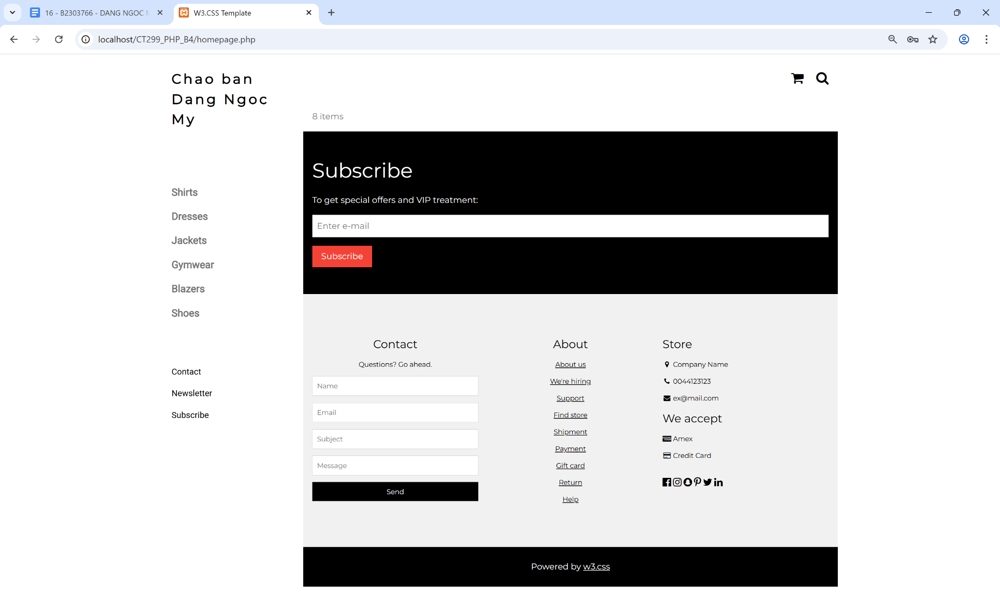 16 - B2303766 - DANG NGOC
W3.CSS Template
localhost/CT299_PHP_B4/homepage.php
Chao ban
Dang Ngoc
My
8 items
Shirts
Dresses
Jackets
Gymwear
Blazers
Shoes
Contact
Newsletter
Subscribe
Subscribe
To get special offers and VIP treatment:
Enter e-mail
Subscribe
Contact
Questions? Go ahead.
Name
Email
Subject
Message
Send
About
About us
We're hiring
Support
Find store
Shipment
Payment
Gift card
Return
Help
Store
Company Name
0044123123
ex@mail.com
We accept
Amex
Credit Card
Powered by w3.css